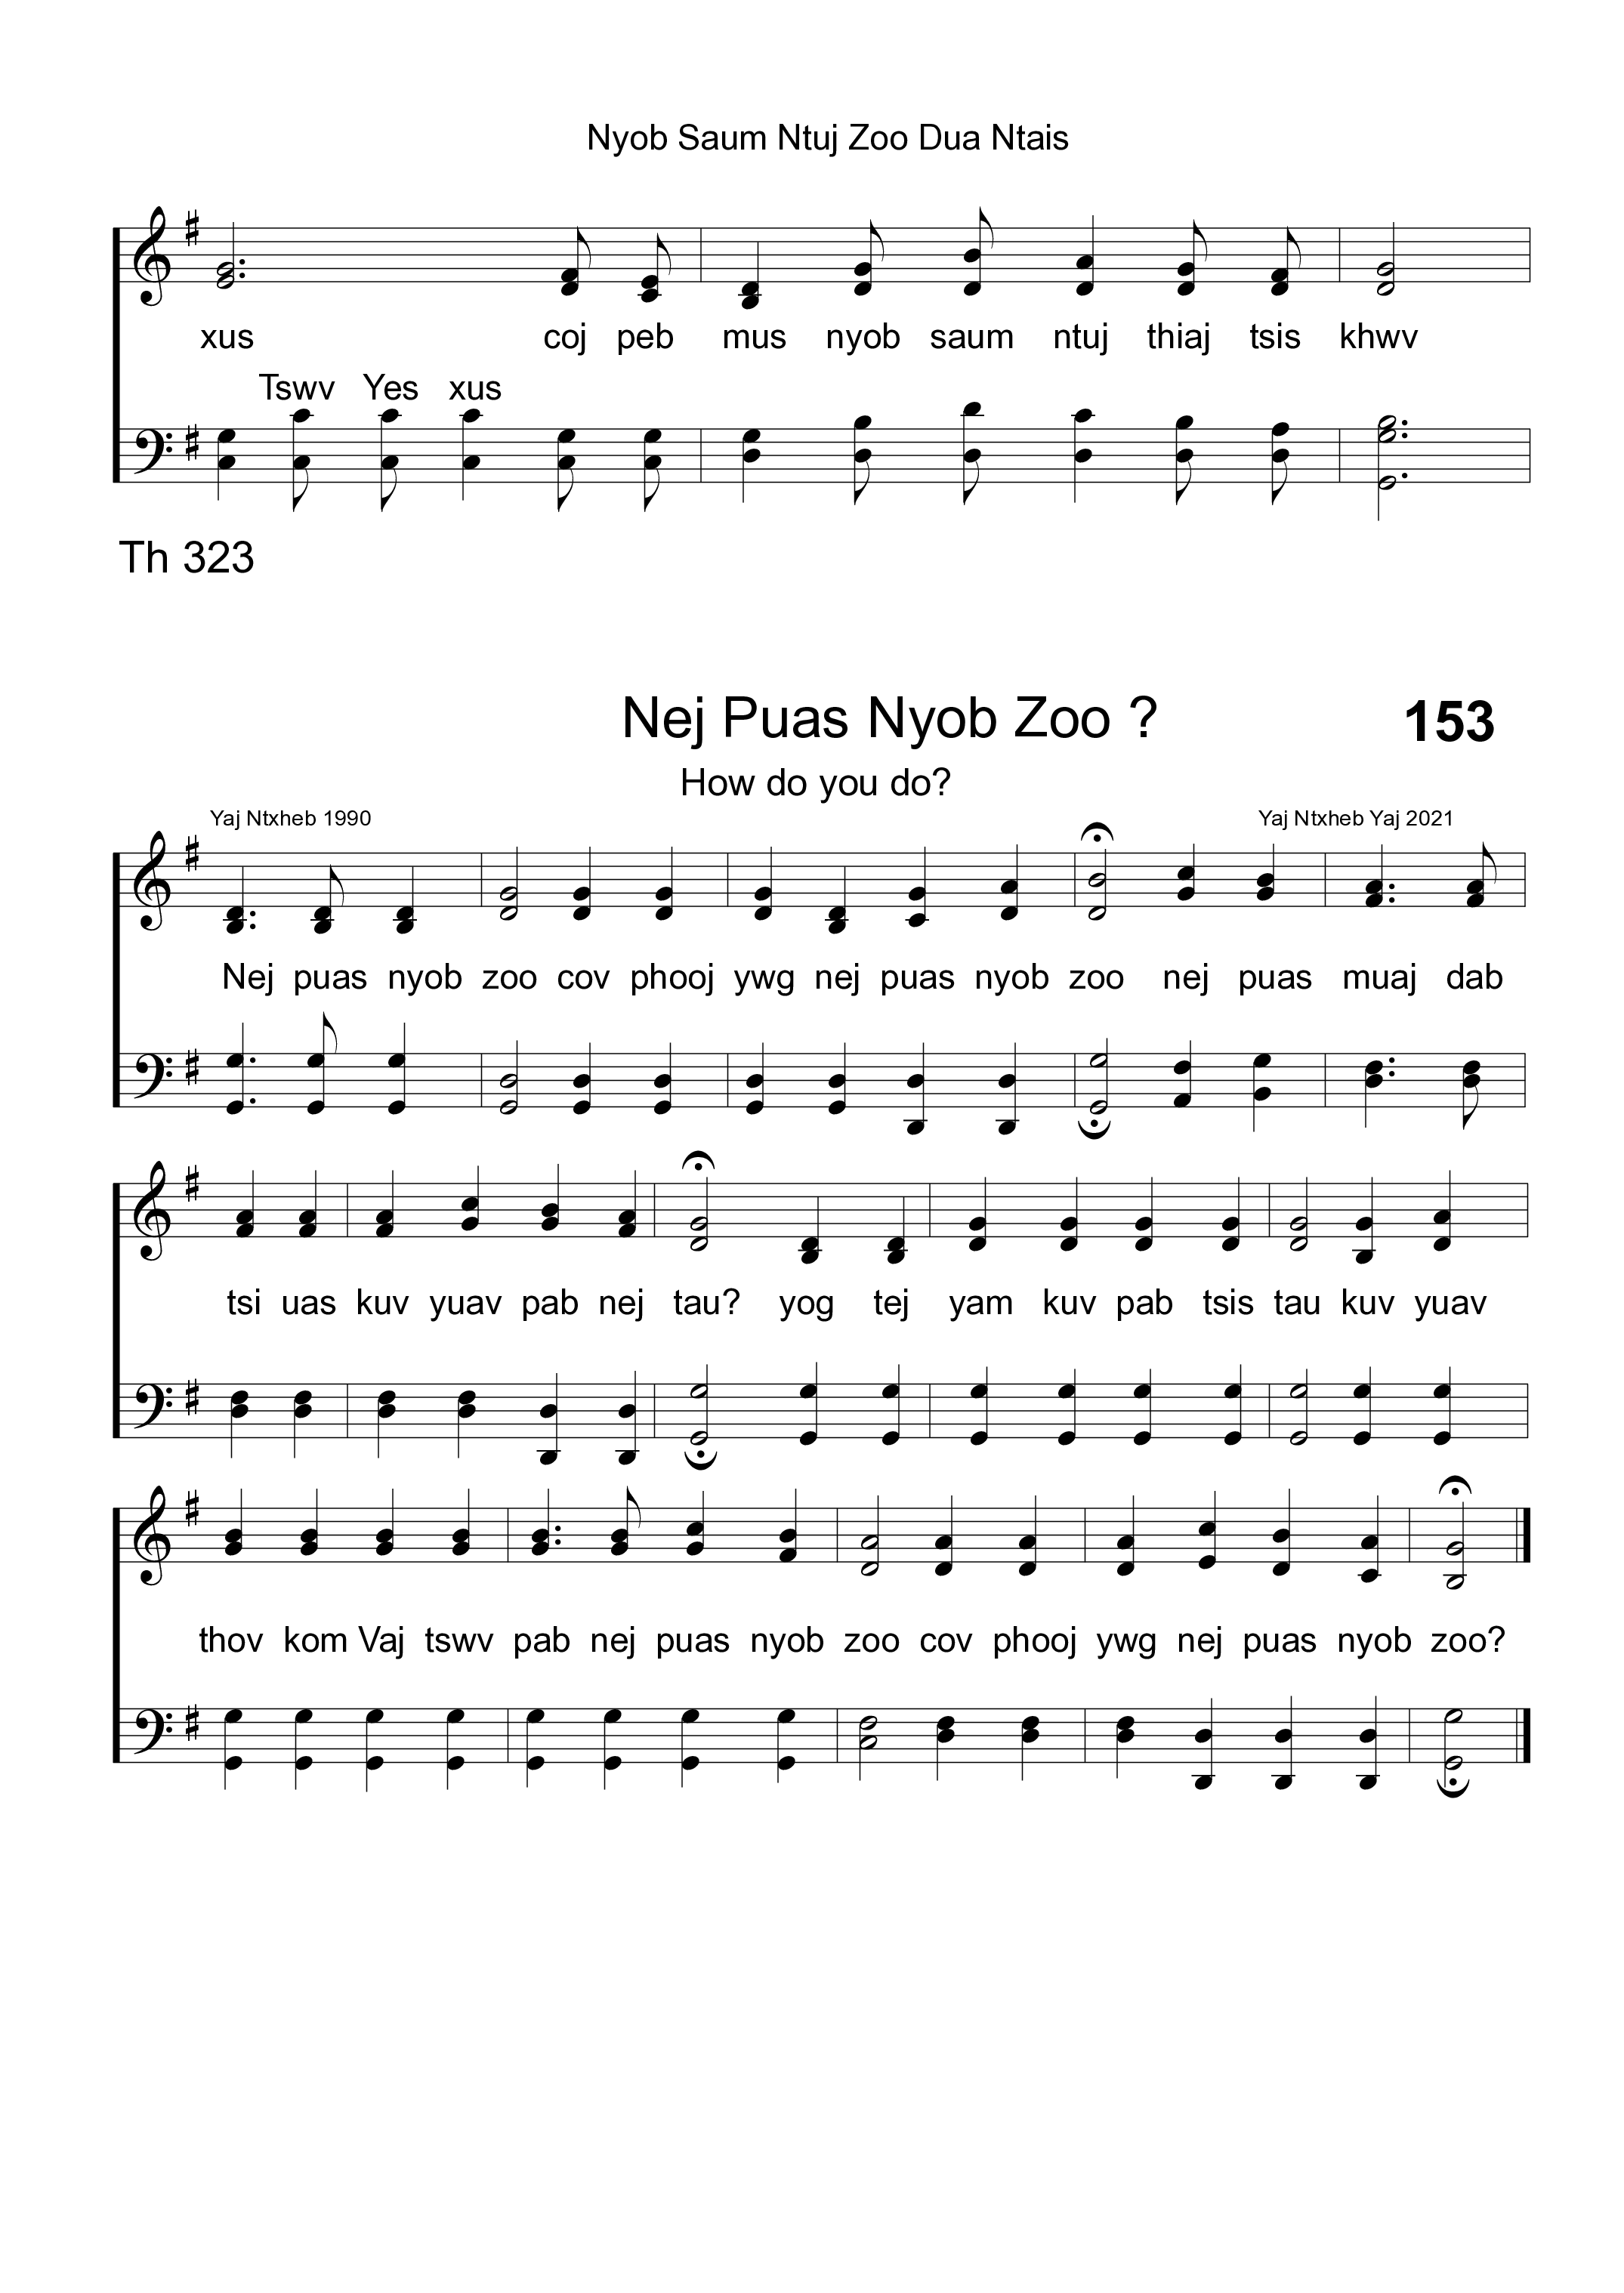 Nyob Saum Ntuj Zoo Dua Ntais
xus coj peb mus nyob saum ntuj thiaj tsis khwv
Tswv Yes xus
Th 323
Nej Puas Nyob Zoo ? 153
How do you do?
Yaj Ntxheb 1990 Yaj Ntxheb Yaj 2021
Nej puas nyob zoo cov phooj ywg nej puas nyob zoo nej puas muaj dab
tsi uas kuv yuav pab nej tau? yog tej yam kuv pab tsis tau kuv yuav
thov kom Vaj tswv pab nej puas nyob zoo cov phooj ywg nej puas nyob zoo?